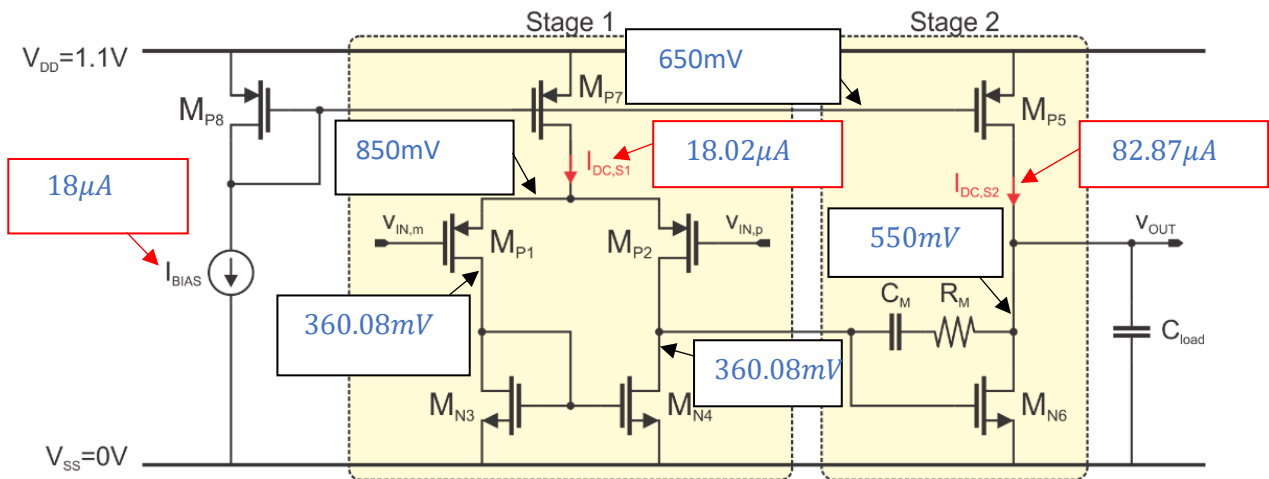 Stage 1
Stage 2
V_DD=1.1V
650mV
M_P8
M_P7
M_P5
850mV
I_DC,S1
18.02μA
82.87μA
18μA
I_DC,S2
v_IN,m
M_P1
M_P2
v_IN,p
550mV
v_OUT
I_BIAS
C_M
R_M
360.08mV
360.08mV
C_load
M_N3
M_N4
M_N6
V_SS=0V